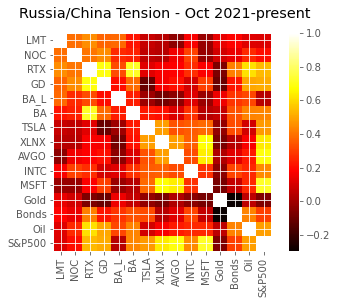 Russia/China Tension - Oct 2021-present
LMT
NOC
RTX
GD
BA_L
BA
TSLA
XLNX
AVGO
INTC
MSFT
Gold
Bonds
Oil
S&P500
LMT
NOC
RTX
GD
BA_L
BA
TSLA
XLNX
AVGO
INTC
MSFT
Gold
Bonds
Oil
S&P500
1.0
0.8
0.6
0.4
0.2
0.0
−0.2